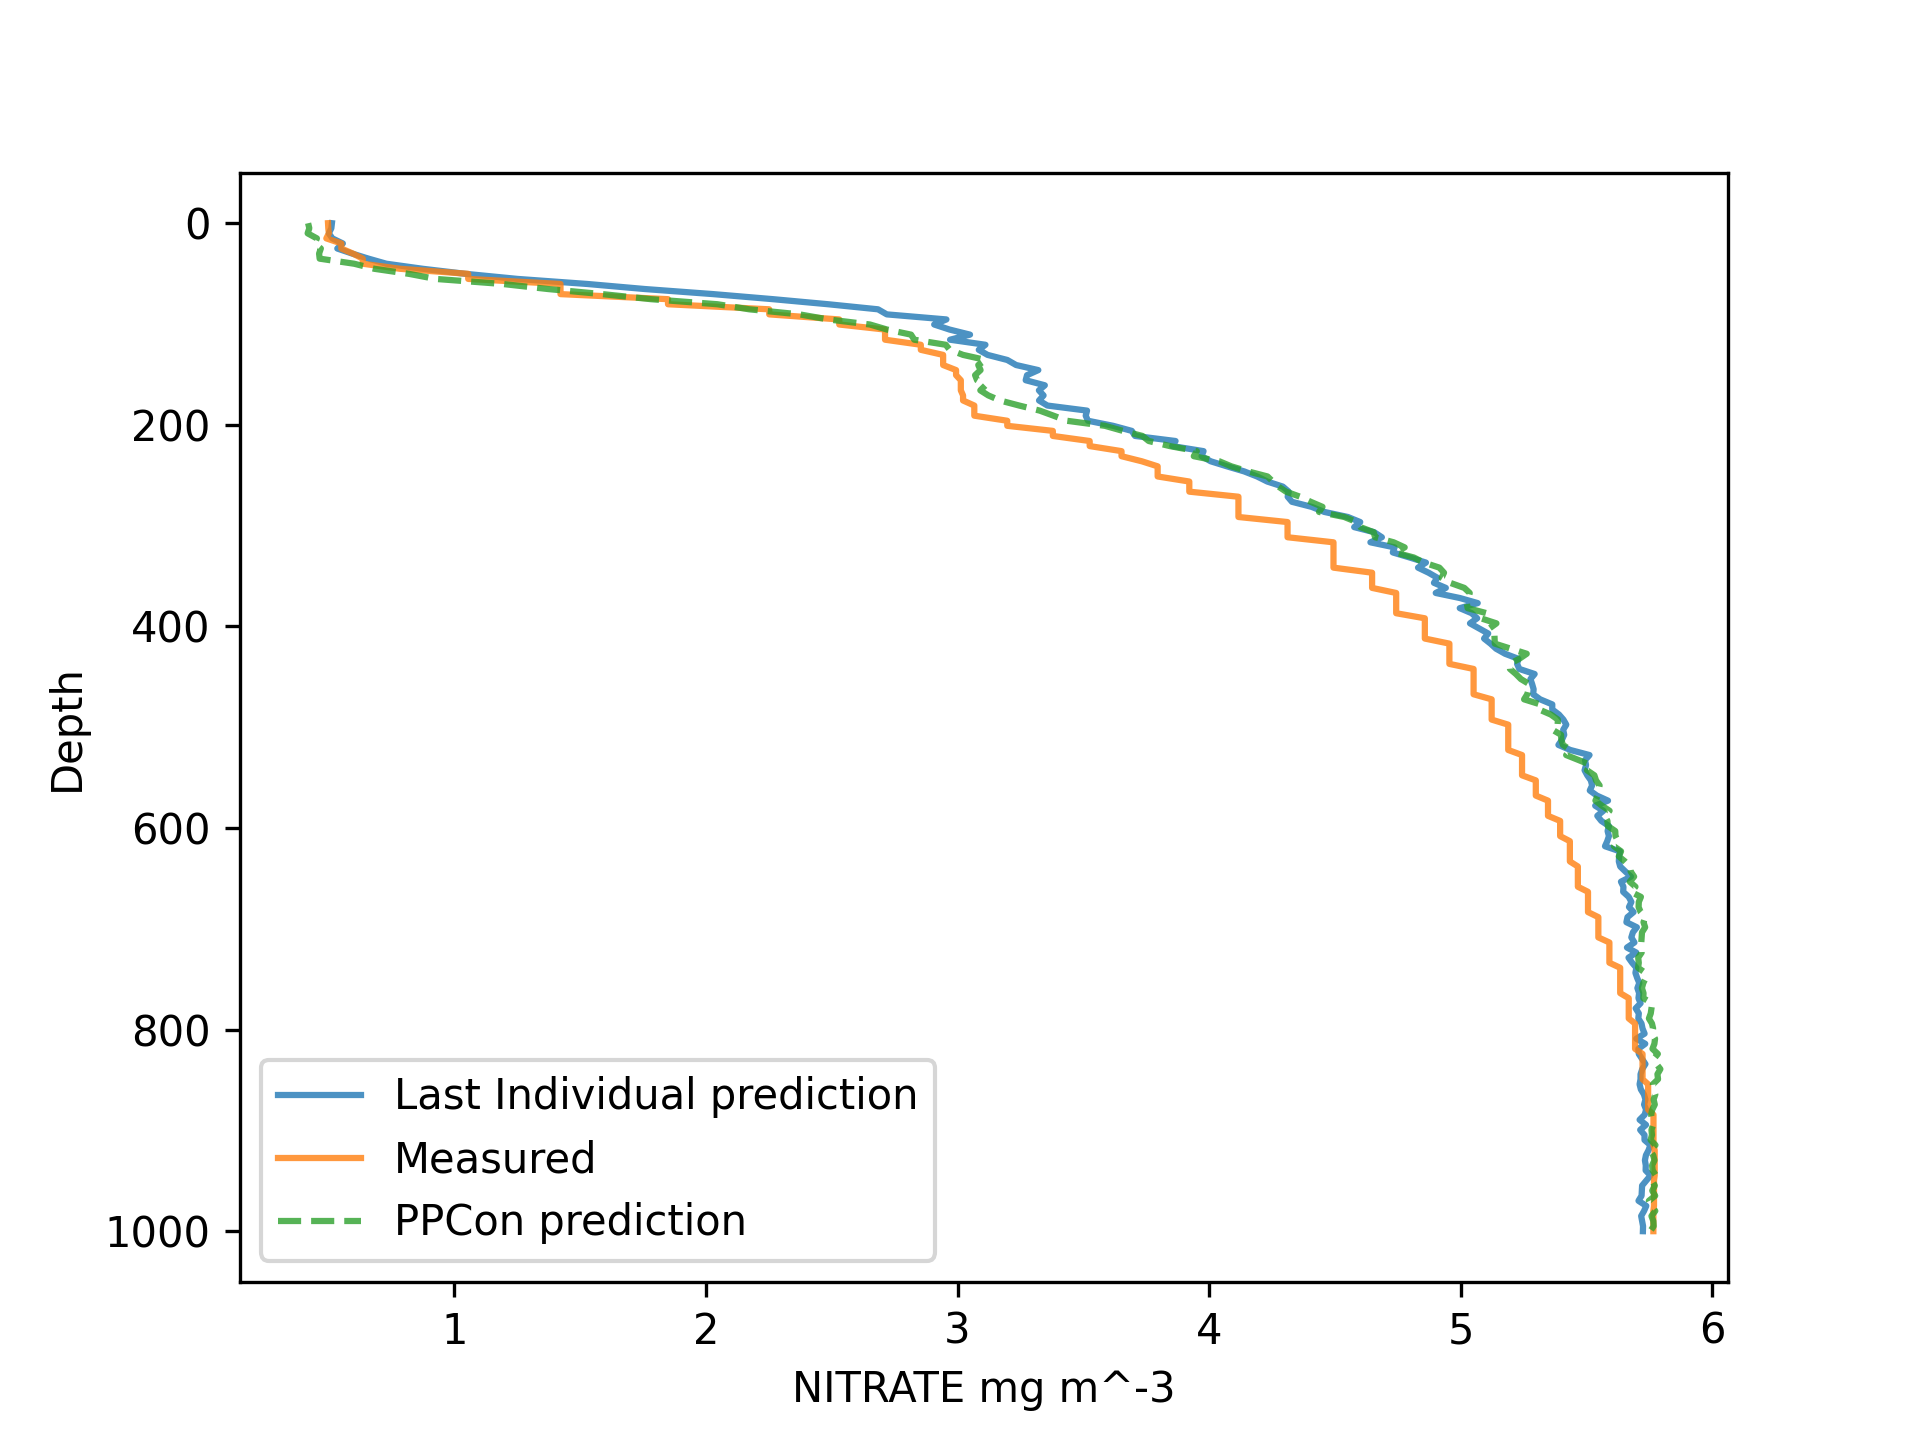 0
200
400
600
800
1000
Depth
Last Individual prediction
Measured
PPCon prediction
1 2 3 4 5 6
NITRATE mg m^-3